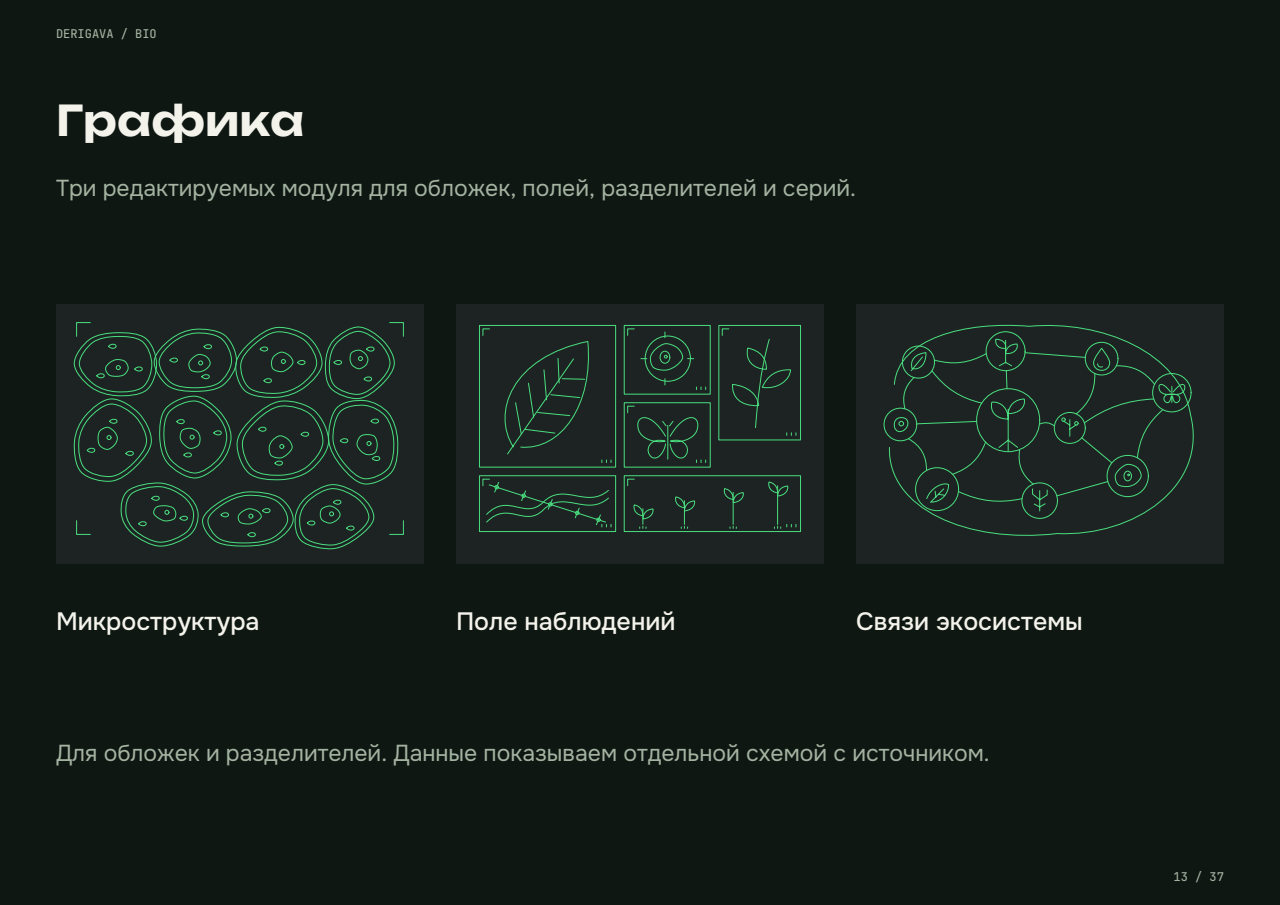 DERIGAVA / BIO
Графика
Три редактируемых модуля для обложек, полей, разделителей и серий.
Микроструктура
Поле наблюдений
Связи экосистемы
Для обложек и разделителей. Данные показываем отдельной схемой с источником.
13 / 37